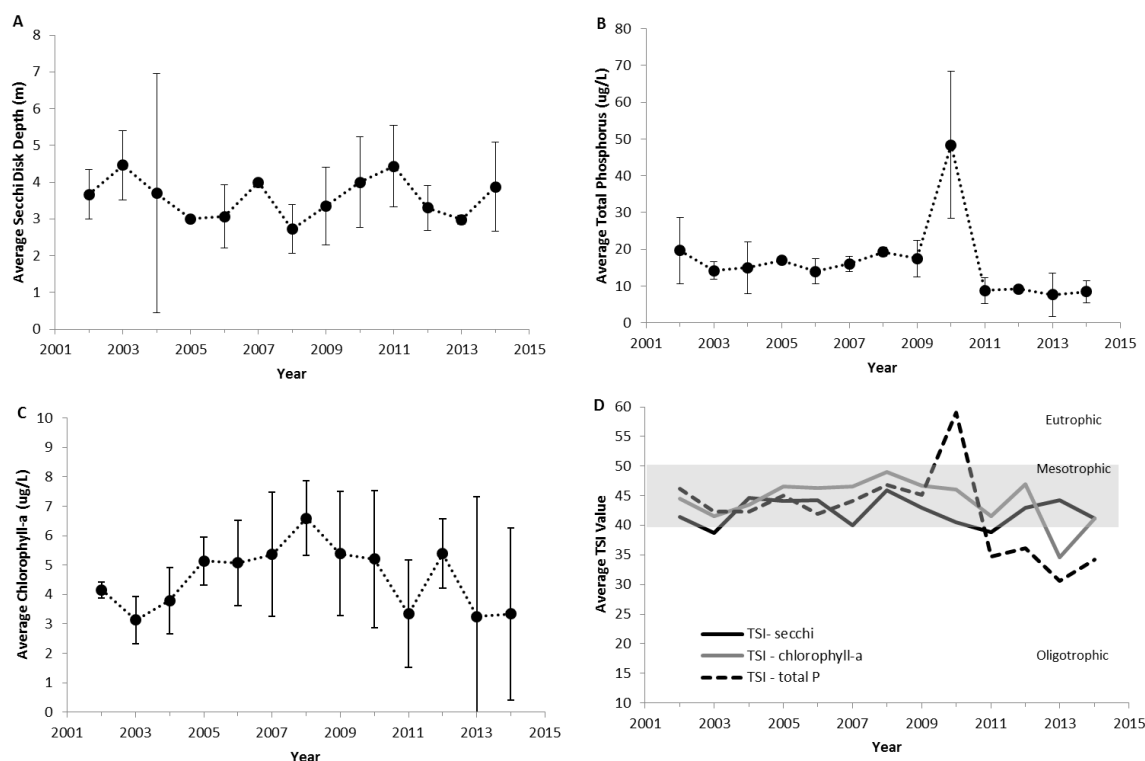 A
Average Secchi Disk Depth (m)
8
7
6
5
4
3
2
1
0
2001 2003 2005 2007 2009 2011 2013 2015
Year
B
Average Total Phosphorus (ug/L)
80
70
60
50
40
30
20
10
0
2001 2003 2005 2007 2009 2011 2013 2015
Year
C
Average Chlorophyll-a (ug/L)
10
9
8
7
6
5
4
3
2
1
0
2001 2003 2005 2007 2009 2011 2013 2015
Year
D
Average TSI Value
60
55
50
45
40
35
30
25
20
15
10
Eutrophic
Mesotrophic
Oligotrophic
TSI- secchi
TSI - chlorophyll-a
TSI - total P
2001 2003 2005 2007 2009 2011 2013 2015
Year